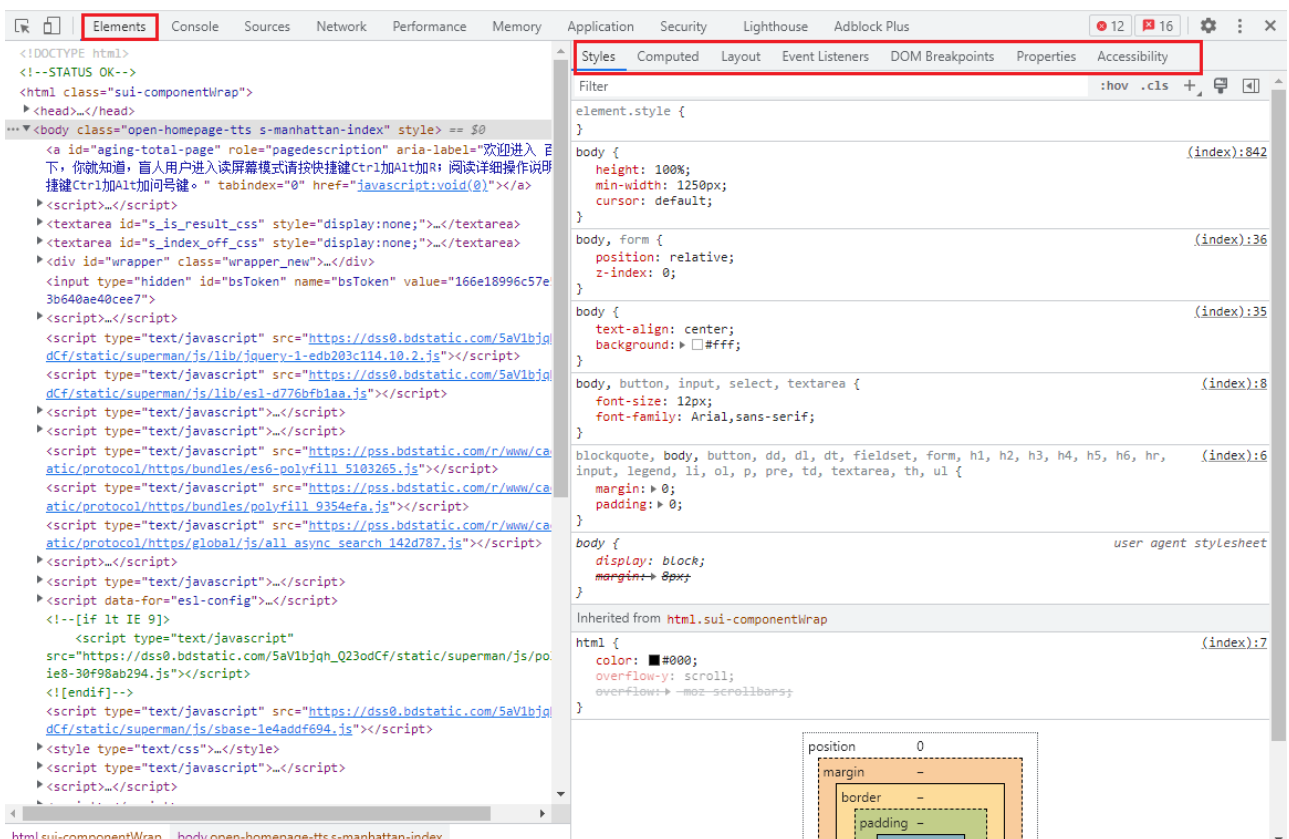 Elements Console Sources Network Performance Memory Application Security Lighthouse Adblock Plus 12 16
<!DOCTYPE html>
<!--STATUS OK-->
<html class="sui-componentWrap">
<head>…</head>
<body class="open-homepage-tts s-manhattan-index" style> == $0
<a id="aging-total-page" role="pagedescription" aria-label="欢迎进入 百
下，你就知道，盲人用户进入读屏幕模式请按快捷键Ctrl加Alt加R；阅读详细操作说明
捷键Ctrl加Alt加问号键。" tabindex="0" href="javascript:void(0)"></a>
<script>…</script>
<textarea id="s_is_result_css" style="display:none;">…</textarea>
<textarea id="s_index_off_css" style="display:none;">…</textarea>
<div id="wrapper" class="wrapper_new">…</div>
<input type="hidden" id="bsToken" name="bsToken" value="166e18996c57e
3b640ae40cee7">
<script>…</script>
<script type="text/javascript" src="https://dss0.bdstatic.com/5aV1bjq
dCf/static/superman/js/lib/jquery-1-edb203c114.10.2.js"></script>
<script type="text/javascript" src="https://dss0.bdstatic.com/5aV1bjq
dCf/static/superman/js/lib/esl-d776bfb1aa.js"></script>
<script type="text/javascript">…</script>
<script type="text/javascript">…</script>
<script type="text/javascript" src="https://pss.bdstatic.com/r/www/ca
atic/protocol/https/bundles/es6-polyfill_5103265.js"></script>
<script type="text/javascript" src="https://pss.bdstatic.com/r/www/ca
atic/protocol/https/bundles/polyfill_9354efa.js"></script>
<script type="text/javascript" src="https://pss.bdstatic.com/r/www/ca
atic/protocol/https/global/js/all_async_search_142d787.js"></script>
<script>…</script>
<script type="text/javascript">…</script>
<script data-for="esl-config">…</script>
<!--[if lt IE 9]>
<script type="text/javascript"
src="https://dss0.bdstatic.com/5aV1bjqh_Q23odCf/static/superman/js/po
ie8-30f98ab294.js"></script>
<![endif]-->
<script type="text/javascript" src="https://dss0.bdstatic.com/5aV1bjq
dCf/static/superman/js/sbase-1e4addf694.js"></script>
<style type="text/css">…</style>
<script type="text/javascript">…</script>
<script>…</script>
html.sui-componentWrap body.open-homepage-tts.s-manhattan-index
Styles Computed Layout Event Listeners DOM Breakpoints Properties Accessibility
Filter :hov .cls +
element.style {
}
body { (index):842
height: 100%;
min-width: 1250px;
cursor: default;
}
body, form { (index):36
position: relative;
z-index: 0;
}
body { (index):35
text-align: center;
background: #fff;
}
body, button, input, select, textarea { (index):8
font-size: 12px;
font-family: Arial,sans-serif;
}
blockquote, body, button, dd, dl, dt, fieldset, form, h1, h2, h3, h4, h5, h6, hr, (index):6
input, legend, li, ol, p, pre, td, textarea, th, ul {
margin: 0;
padding: 0;
}
body { user agent stylesheet
display: block;
margin: 8px;
}
Inherited from html.sui-componentWrap
html { (index):7
color: #000;
overflow-y: scroll;
overflow: -moz-scrollbars;
}
position 0
margin –
border –
padding –